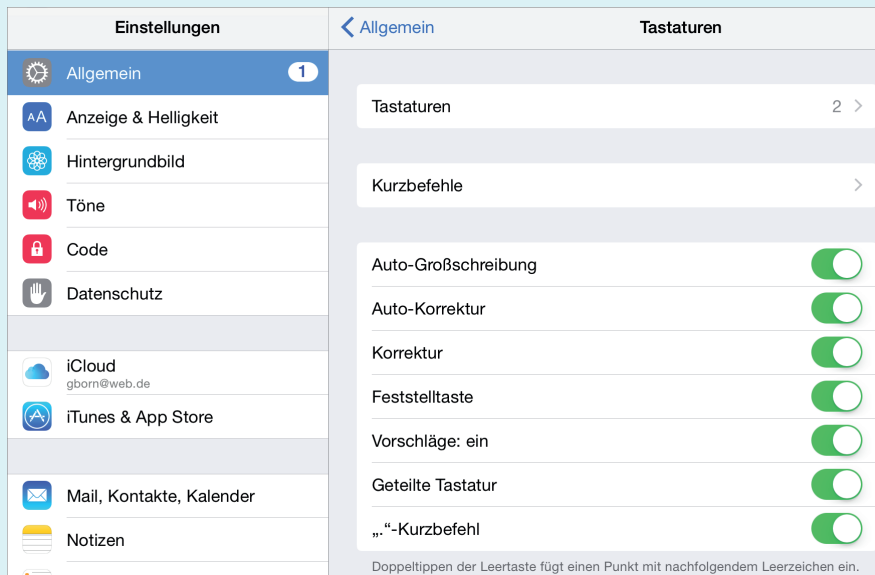 Einstellungen
Allgemein
1
Anzeige & Helligkeit
AA
Hintergrundbild
Töne
Code
Datenschutz
iCloud
gborn@web.de
iTunes & App Store
Mail, Kontakte, Kalender
Notizen
Allgemein
Tastaturen
Tastaturen
2
Kurzbefehle
Auto-Großschreibung
Auto-Korrektur
Korrektur
Feststelltaste
Vorschläge: ein
Geteilte Tastatur
„.“-Kurzbefehl
Doppeltippen der Leertaste fügt einen Punkt mit nachfolgendem Leerzeichen ein.